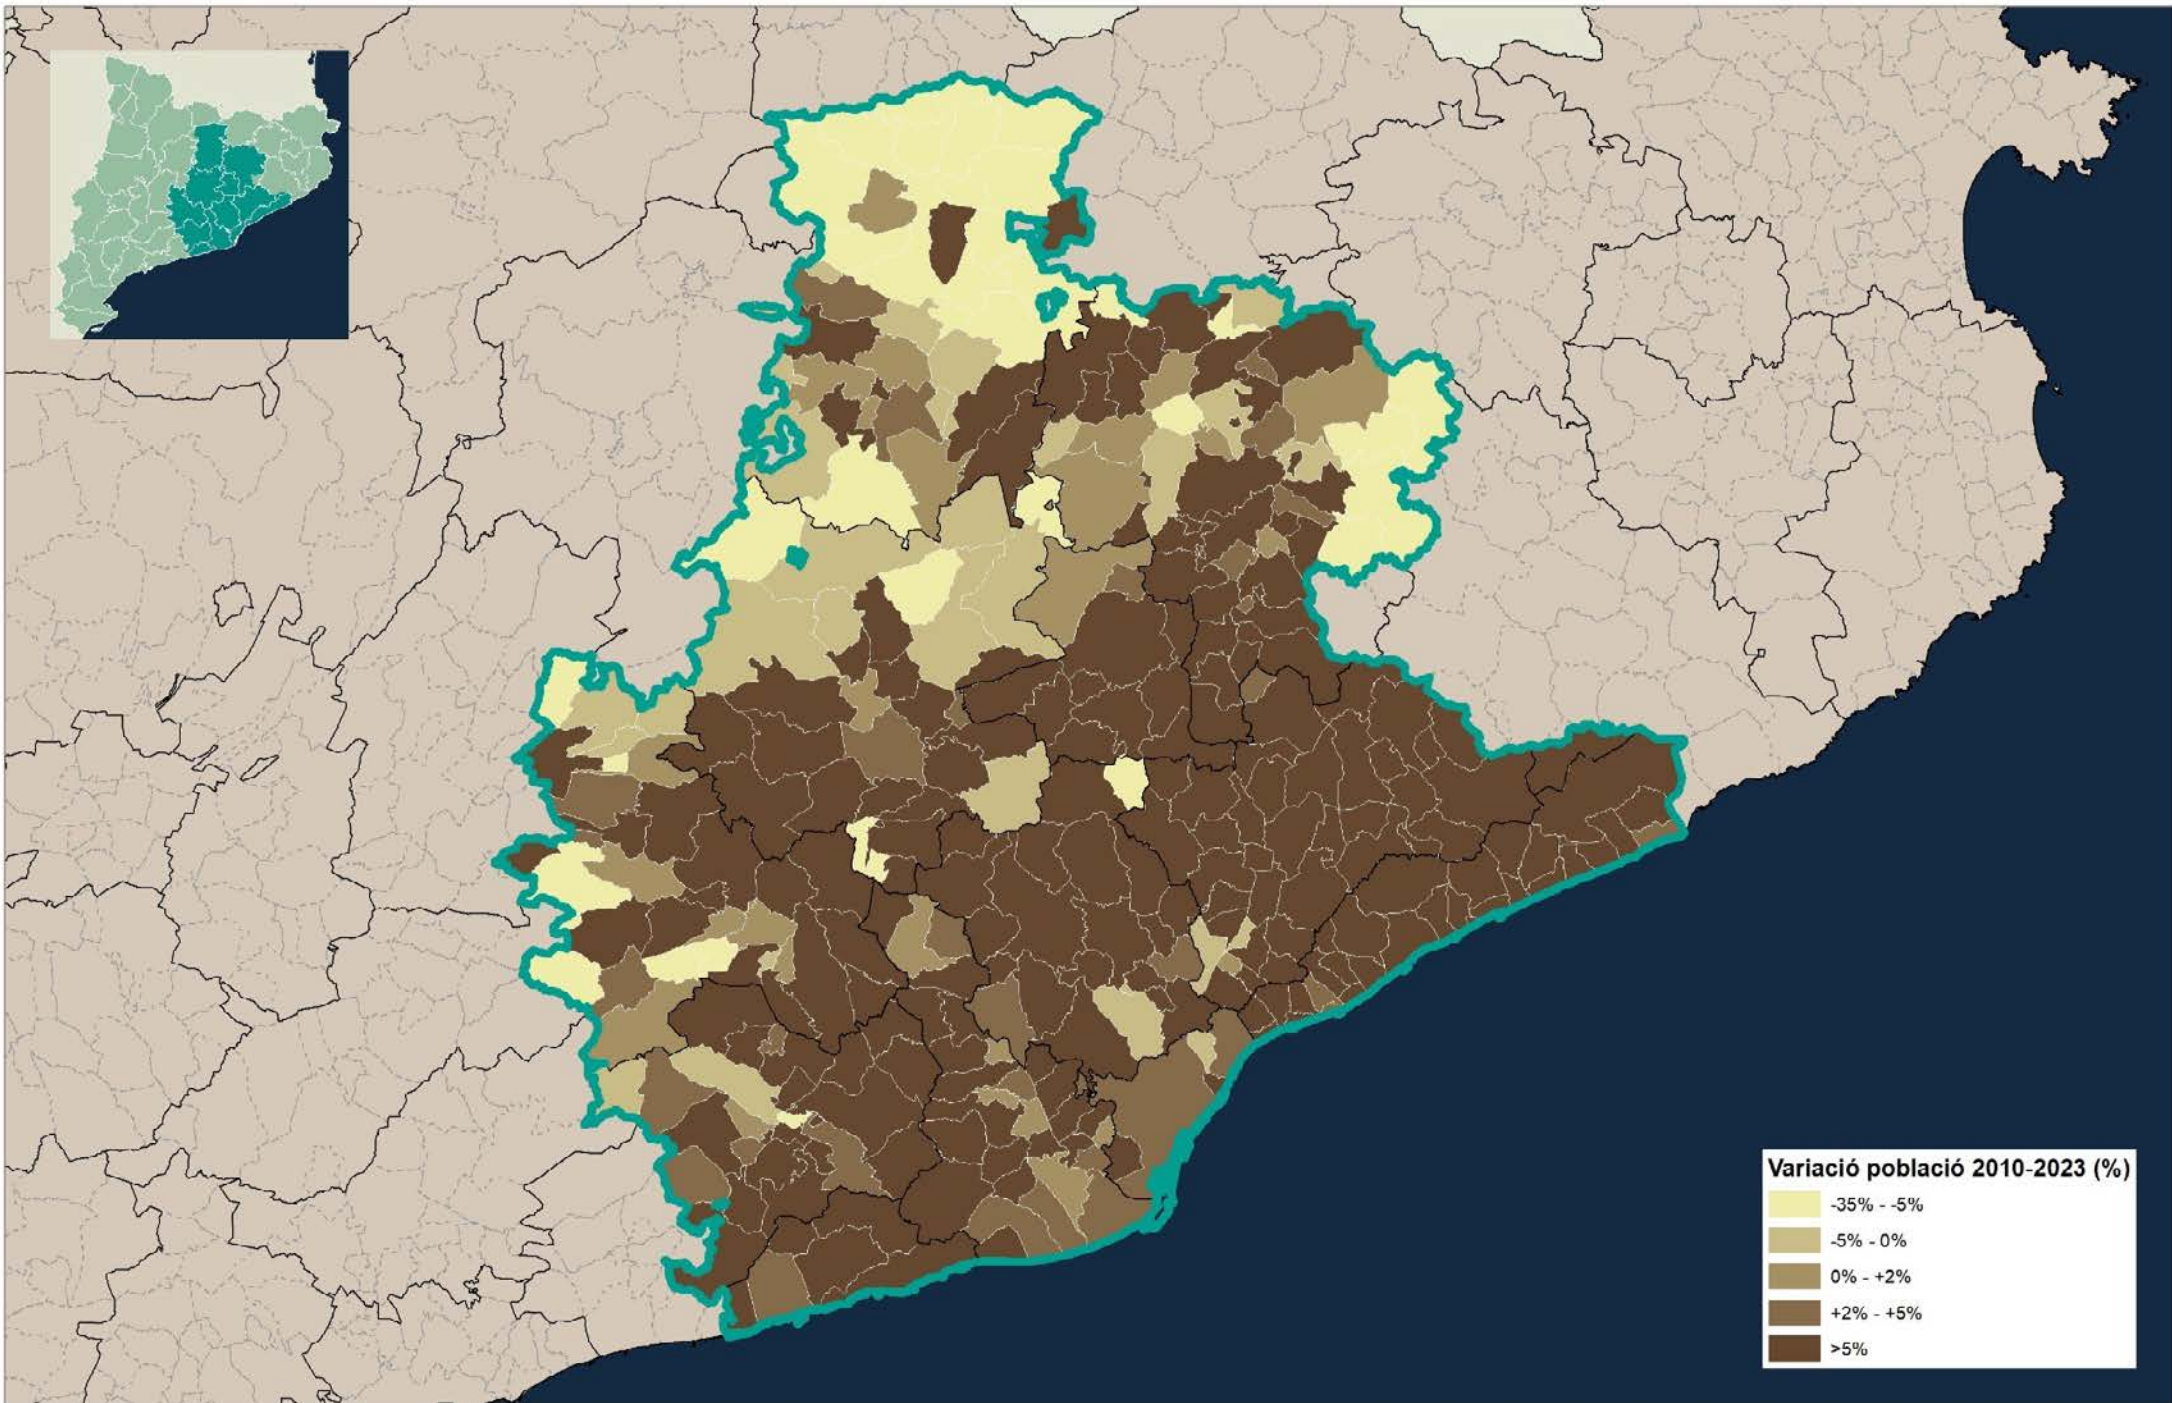 Variació població 2010-2023 (%)
-35% - -5%
-5% - 0%
0% - +2%
+2% - +5%
>5%